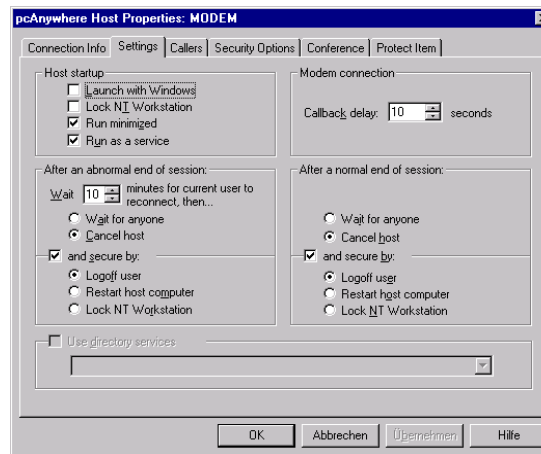 pcAnywhere Host Properties: MODEM
Connection Info Settings Callers Security Options Conference Protect Item
Host startup
Launch with Windows
Lock NT Workstation
Run minimized
Run as a service
Modem connection
Callback delay: 10 seconds
After an abnormal end of session:
Wait 10 minutes for current user to
reconnect, then...
Wait for anyone
Cancel host
and secure by:
Logoff user
Restart host computer
Lock NT Workstation
After a normal end of session:
Wait for anyone
Cancel host
and secure by:
Logoff user
Restart host computer
Lock NT Workstation
Use directory services
OK Abbrechen Übernehmen Hilfe